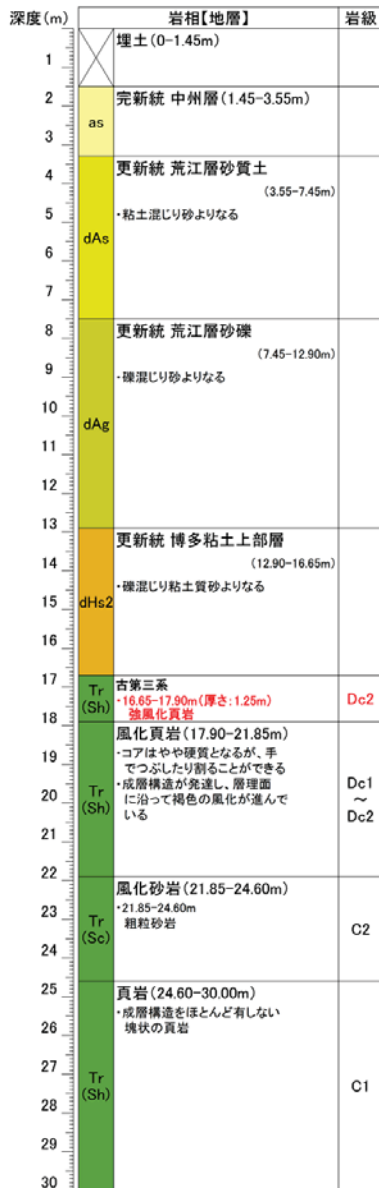 深度(m)
岩相【地層】
岩級
埋土(0-1.45m)
1
2
完新統 中州層(1.45-3.55m)
as
3
4
更新統 荒江層砂質土
(3.55-7.45m)
5
・粘土混じり砂よりなる
dAs
6
7
8
更新統 荒江層砂礫
(7.45-12.90m)
9
・礫混じり砂よりなる
10
dAg
11
12
13
更新統 博多粘土上部層
14
(12.90-16.65m)
15
・礫混じり粘土質砂よりなる
dHs2
16
17
Tr
(Sh)
古第三系
・16.65-17.90m(厚さ:1.25m)
強風化頁岩
Dc2
18
風化頁岩(17.90-21.85m)
19
・コアはやや硬質となるが、手
でつぶしたり割ることができる
・成層構造が発達し、層理面
に沿って褐色の風化が進んで
いる
20
Tr
(Sh)
Dc1
～
Dc2
21
22
風化砂岩(21.85-24.60m)
23
・21.85-24.60m
粗粒砂岩
Tr
(Sc)
C2
24
25
頁岩(24.60-30.00m)
・成層構造をほとんど有しない
塊状の頁岩
26
27
Tr
(Sh)
C1
28
29
30